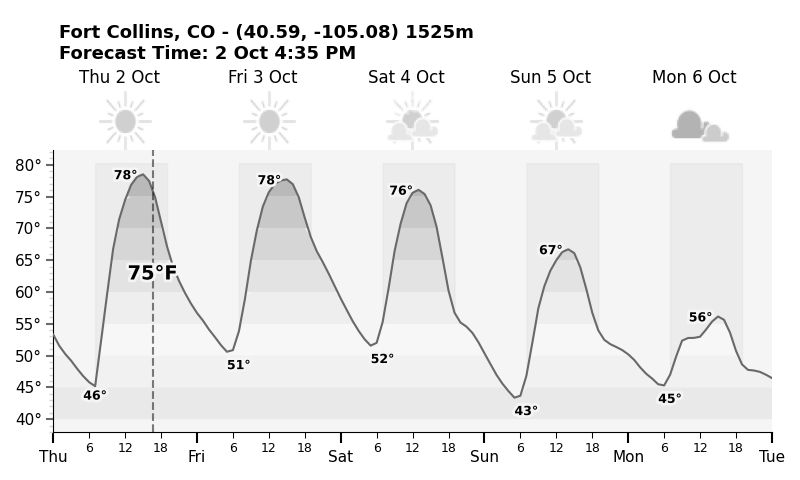 Fort Collins, CO - (40.59, -105.08) 1525m
Forecast Time: 2 Oct 4:35 PM
Thu 2 Oct Fri 3 Oct Sat 4 Oct Sun 5 Oct Mon 6 Oct
80°
75°
70°
65°
60°
55°
50°
45°
40°
78° 78° 76° 67° 56°
75°F
46° 51° 52° 43° 45°
6 12 18 6 12 18 6 12 18 6 12 18 6 12 18
Thu Fri Sat Sun Mon Tue